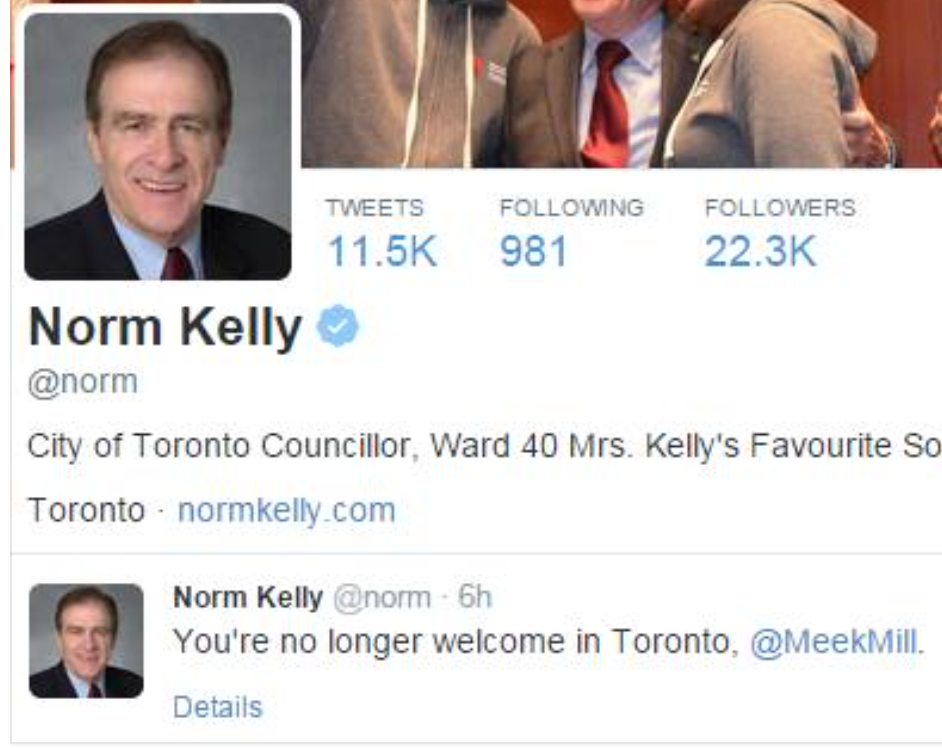 TWEETS FOLLOWING FOLLOWERS
11.5K 981 22.3K
Norm Kelly
@norm
City of Toronto Councillor, Ward 40 Mrs. Kelly's Favourite So
Toronto · normkelly.com
Norm Kelly @norm · 6h
You're no longer welcome in Toronto, @MeekMill.
Details